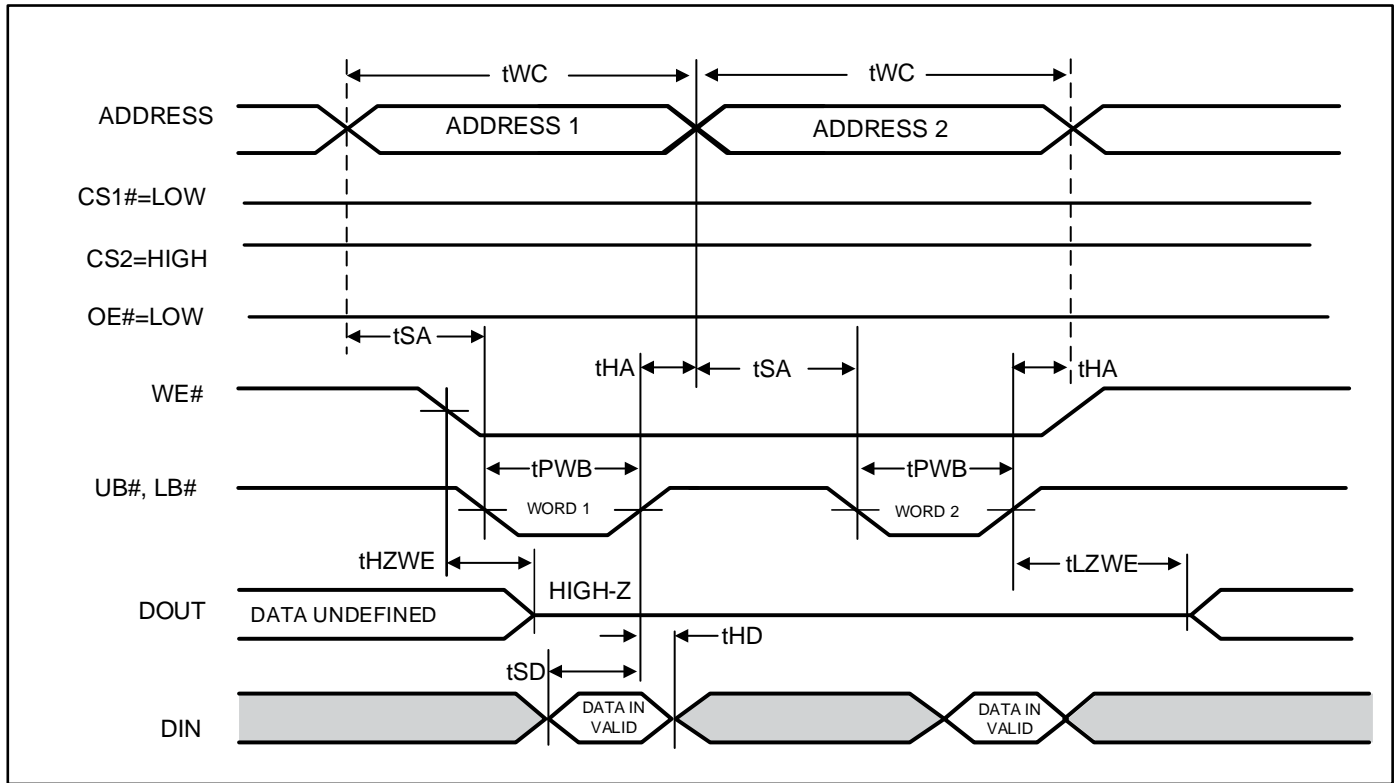 tWC tWC
ADDRESS ADDRESS 1 ADDRESS 2
CS1#=LOW
CS2=HIGH
OE#=LOW
tSA tHA tSA tHA
WE#
tPWB tPWB
UB#, LB# WORD 1 WORD 2
tHZWE tLZWE
HIGH-Z
DOUT DATA UNDEFINED
tHD
tSD
DIN DATA IN VALID DATA IN VALID